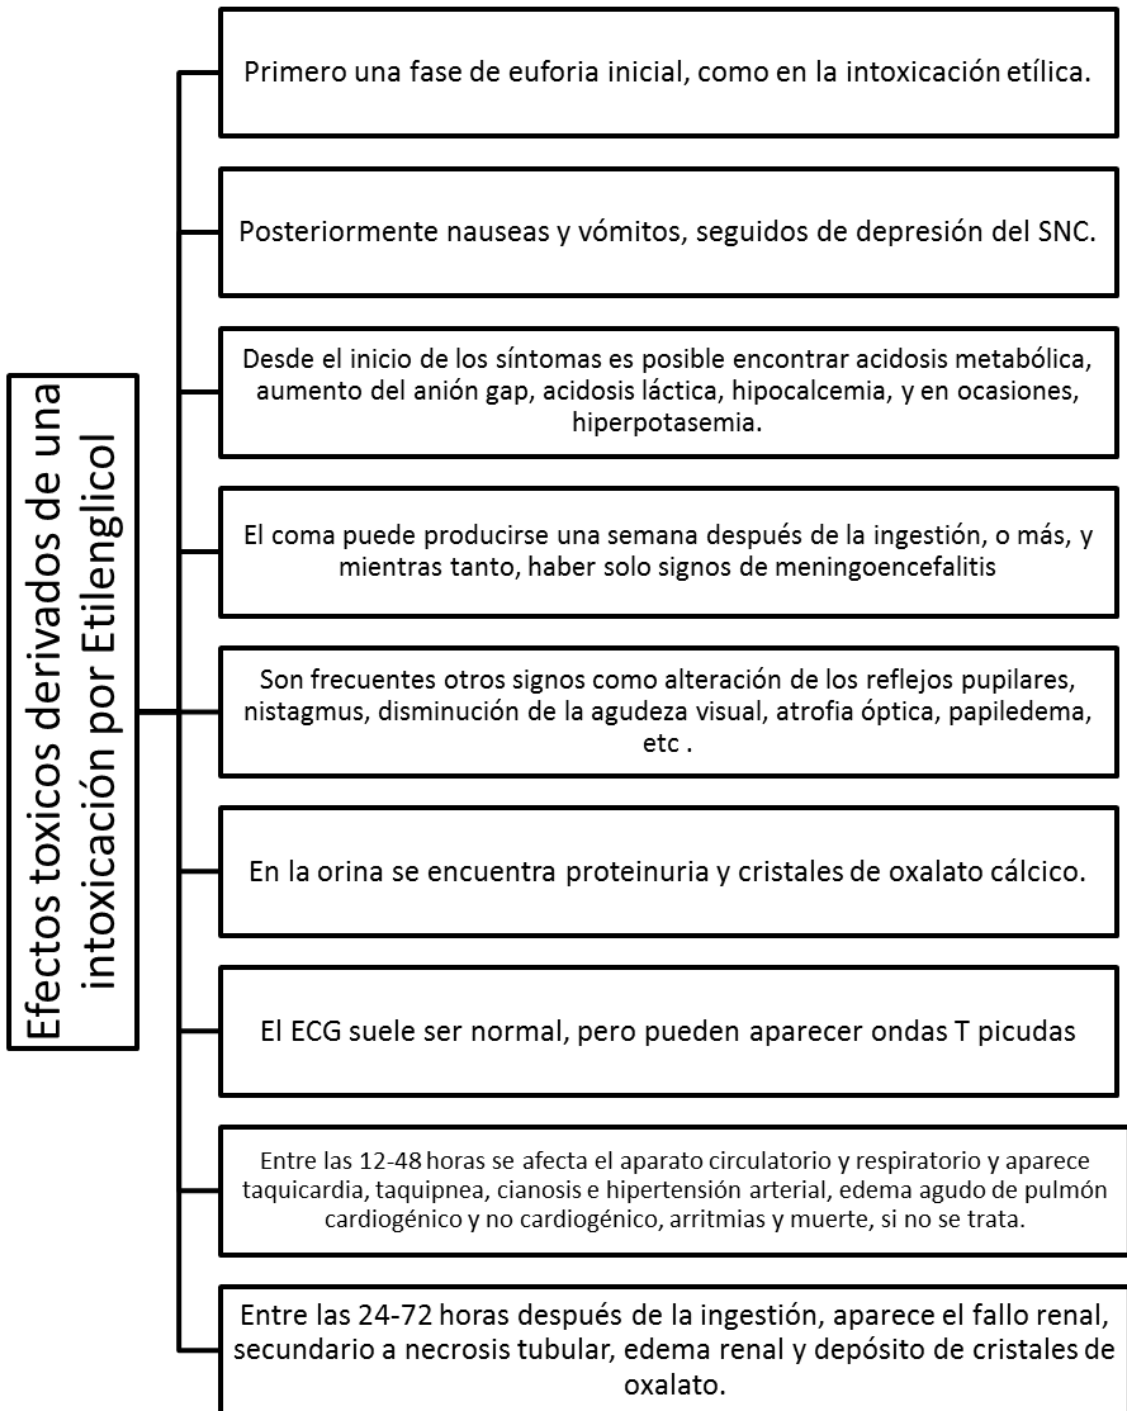 Efectos toxicos derivados de una
intoxicación por Etilenglicol
Primero una fase de euforia inicial, como en la intoxicación etílica.
Posteriormente nauseas y vómitos, seguidos de depresión del SNC.
Desde el inicio de los síntomas es posible encontrar acidosis metabólica,
aumento del anión gap, acidosis láctica, hipocalcemia, y en ocasiones,
hiperpotasemia.
El coma puede producirse una semana después de la ingestión, o más, y
mientras tanto, haber solo signos de meningoencefalitis
Son frecuentes otros signos como alteración de los reflejos pupilares,
nistagmus, disminución de la agudeza visual, atrofia óptica, papiledema,
etc .
En la orina se encuentra proteinuria y cristales de oxalato cálcico.
El ECG suele ser normal, pero pueden aparecer ondas T picudas
Entre las 12-48 horas se afecta el aparato circulatorio y respiratorio y aparece
taquicardia, taquipnea, cianosis e hipertensión arterial, edema agudo de pulmón
cardiogénico y no cardiogénico, arritmias y muerte, si no se trata.
Entre las 24-72 horas después de la ingestión, aparece el fallo renal,
secundario a necrosis tubular, edema renal y depósito de cristales de
oxalato.